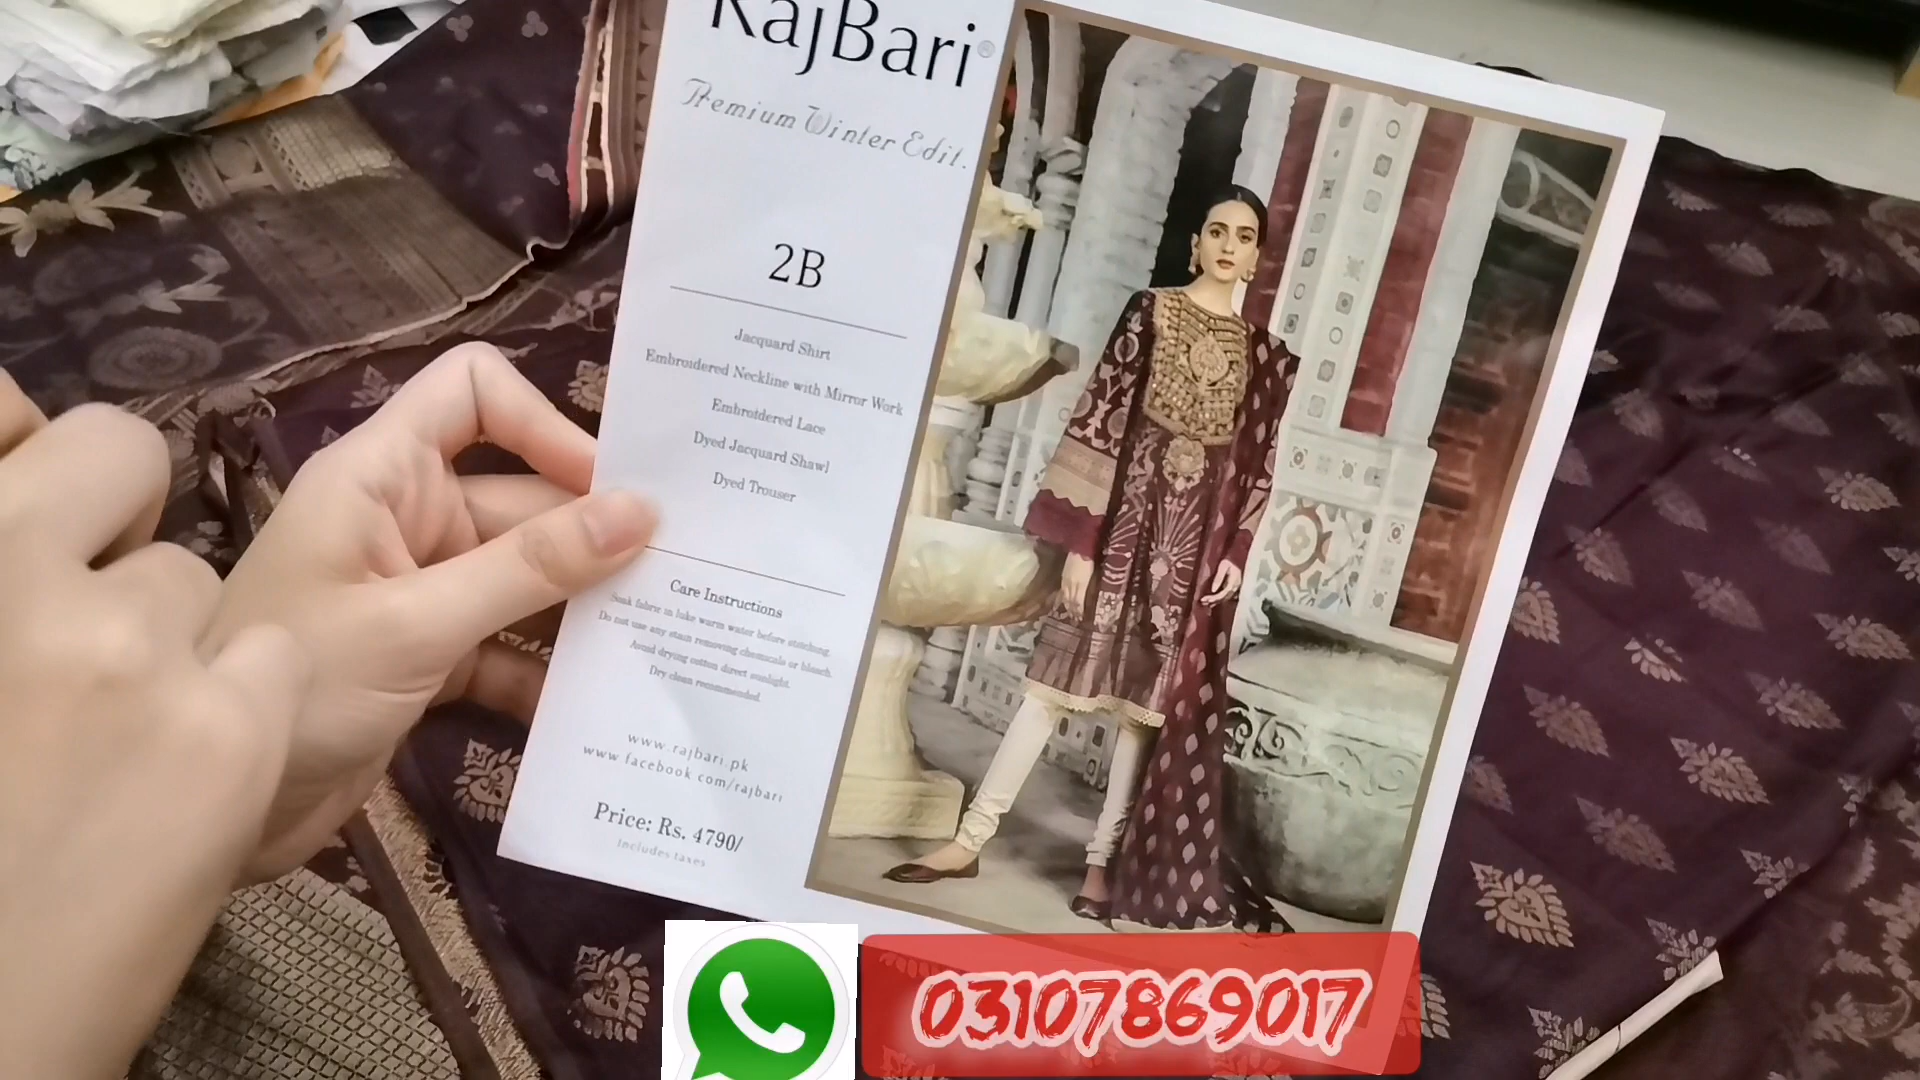 RajBari®
Premium Winter Edit.
2B
Jacquard Shirt
Embroidered Neckline with Mirror Work
Embroidered Lace
Dyed Jacquard Shawl
Dyed Trouser
Care Instructions
Soak fabric in luke warm water before stitching.
Do not use any stain removing chemicals or bleach.
Avoid drying cotton direct sunlight.
Dry clean recommended.
www.rajbari.pk
www facebook com/rajbari
Price: Rs. 4790/
includes taxes
03107869017